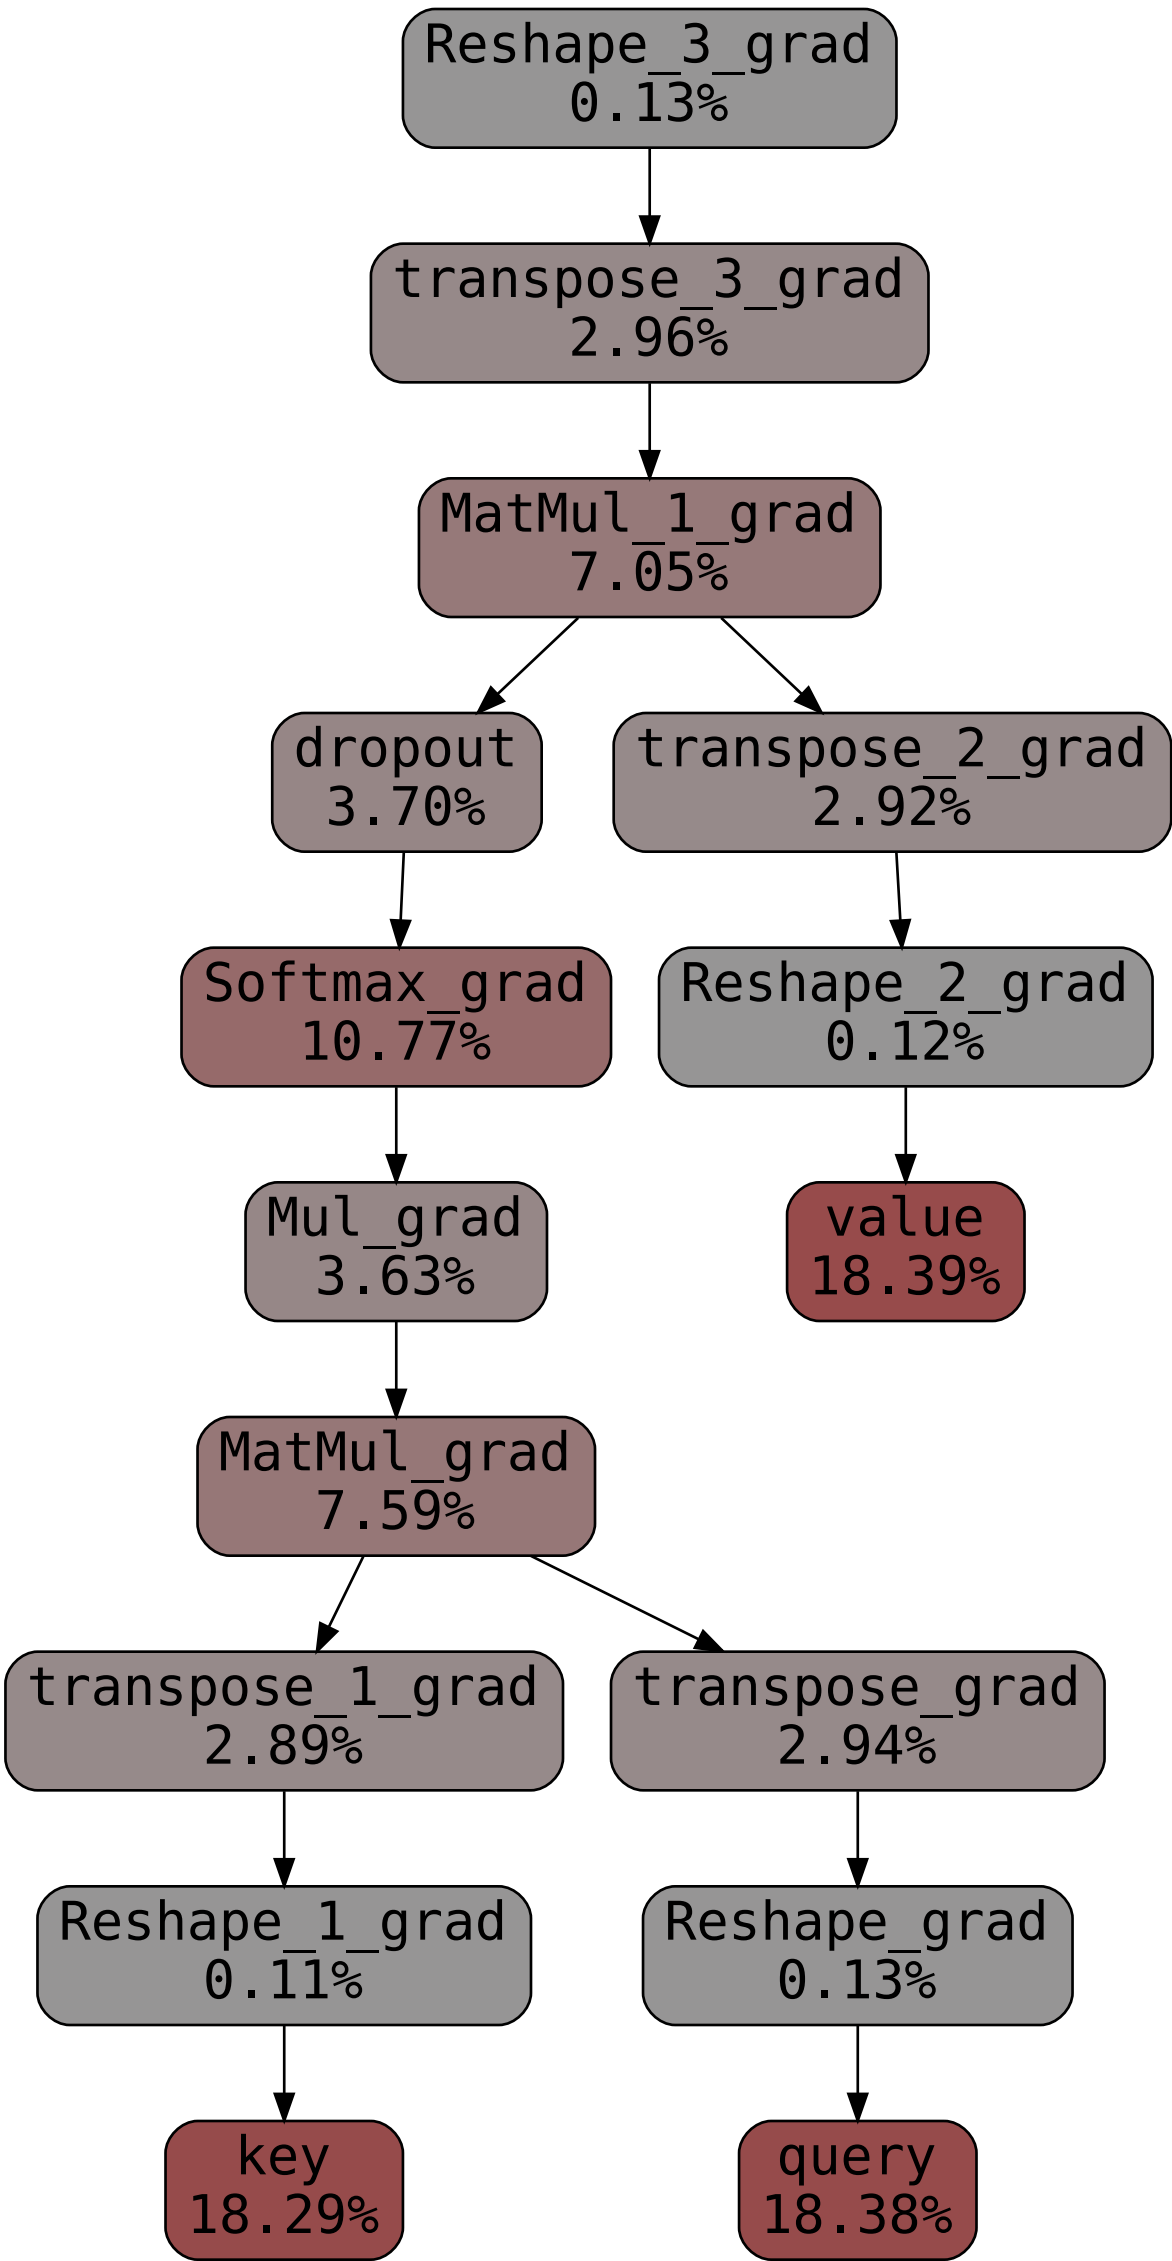 Reshape_3_grad
0.13%
transpose_3_grad
2.96%
MatMul_1_grad
7.05%
dropout
3.70%
transpose_2_grad
2.92%
Softmax_grad
10.77%
Reshape_2_grad
0.12%
Mul_grad
3.63%
value
18.39%
MatMul_grad
7.59%
transpose_1_grad
2.89%
transpose_grad
2.94%
Reshape_1_grad
0.11%
Reshape_grad
0.13%
key
18.29%
query
18.38%